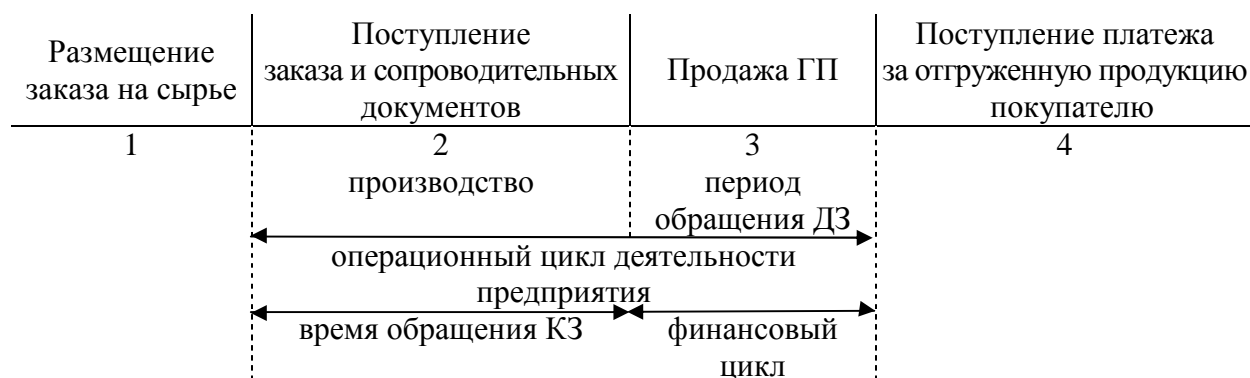 Размещение
заказа на сырье
Поступление
заказа и сопроводительных
документов
Продажа ГП
Поступление платежа
за отгруженную продукцию
покупателю
1
2
3
4
производство
период
обращения ДЗ
операционный цикл деятельности
предприятия
время обращения КЗ
финансовый
цикл